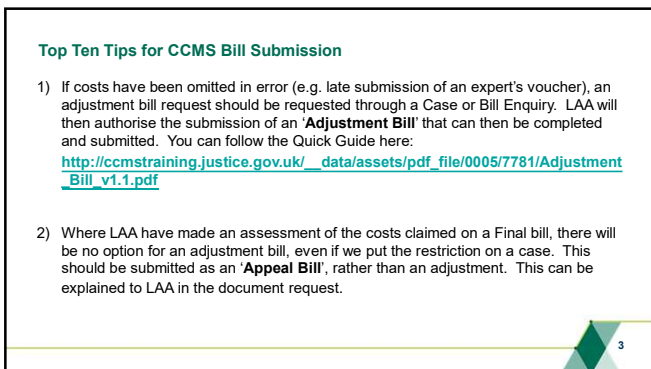 Top Ten Tips for CCMS Bill Submission
1) If costs have been omitted in error (e.g. late submission of an expert's voucher), an
adjustment bill request should be requested through a Case or Bill Enquiry.  LAA will
then authorise the submission of an 'Adjustment Bill' that can then be completed
and submitted.  You can follow the Quick Guide here:
http://ccmstraining.justice.gov.uk/__data/assets/pdf_file/0005/7781/Adjustment
_Bill_v1.1.pdf
2) Where LAA have made an assessment of the costs claimed on a Final bill, there will
be no option for an adjustment bill, even if we put the restriction on a case.  This
should be submitted as an 'Appeal Bill', rather than an adjustment.  This can be
explained to LAA in the document request.
3